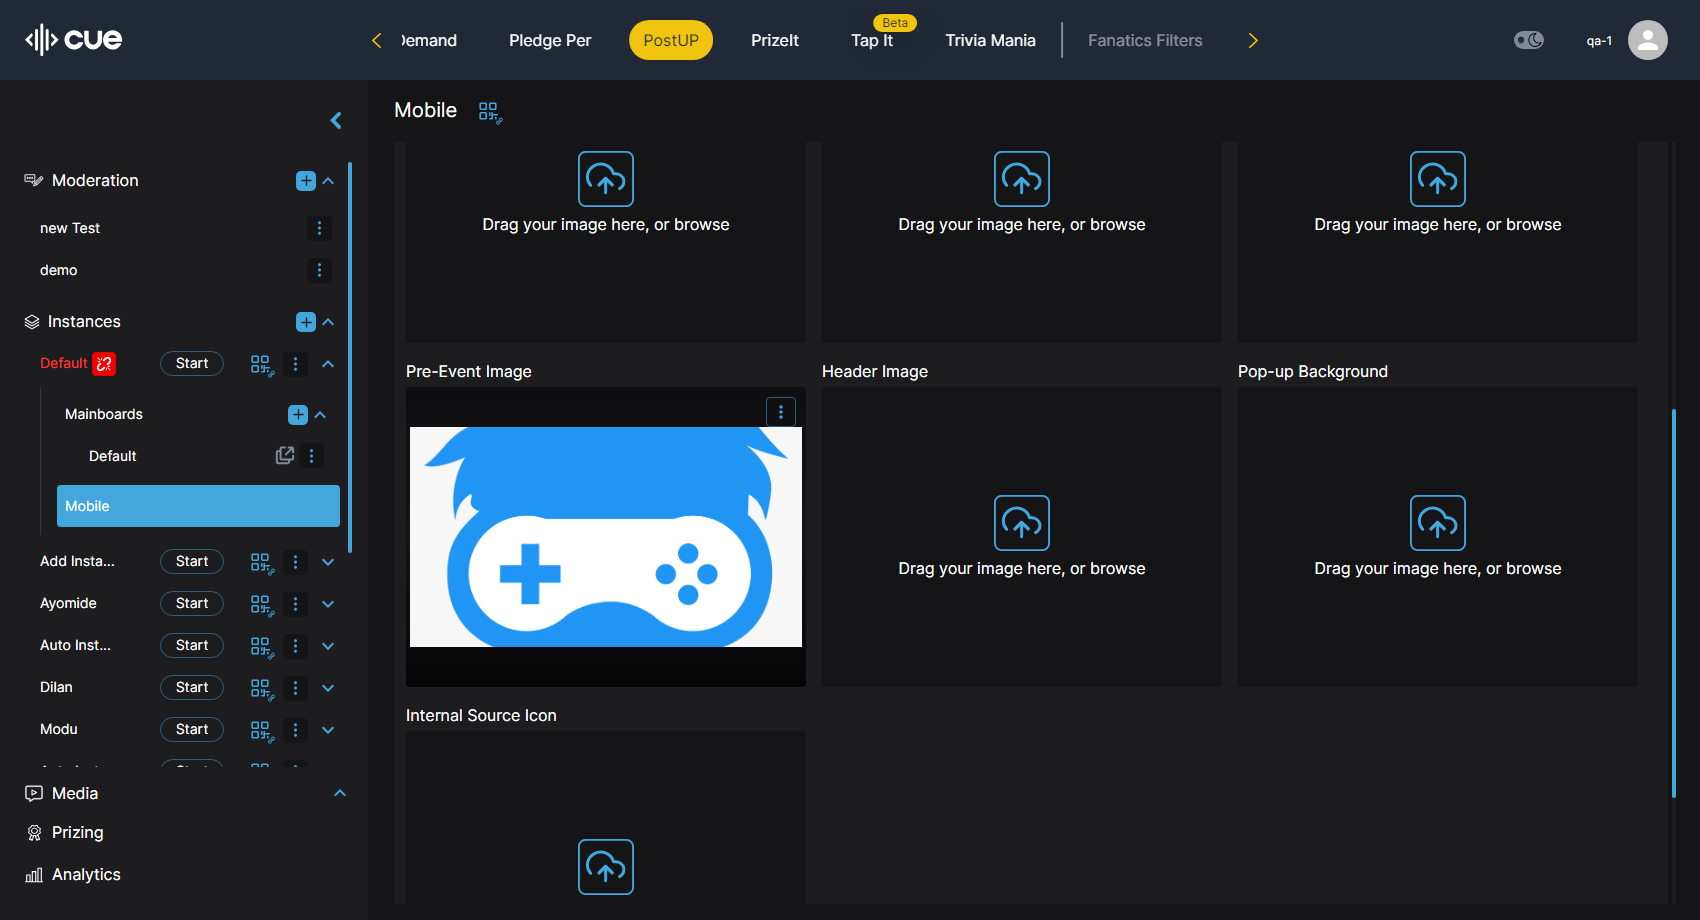 cue
Demand
Pledge Per
PostUP
PrizeIt
Beta
Tap It
Trivia Mania
Fanatics Filters
qa-1
Mobile
Moderation
new Test
demo
Instances
Default
Start
Mainboards
Default
Mobile
Add Insta...
Start
Ayomide
Start
Auto Inst...
Start
Dilan
Start
Modu
Start
Media
Prizing
Analytics
Drag your image here, or browse
Drag your image here, or browse
Drag your image here, or browse
Pre-Event Image
Header Image
Pop-up Background
Drag your image here, or browse
Drag your image here, or browse
Internal Source Icon